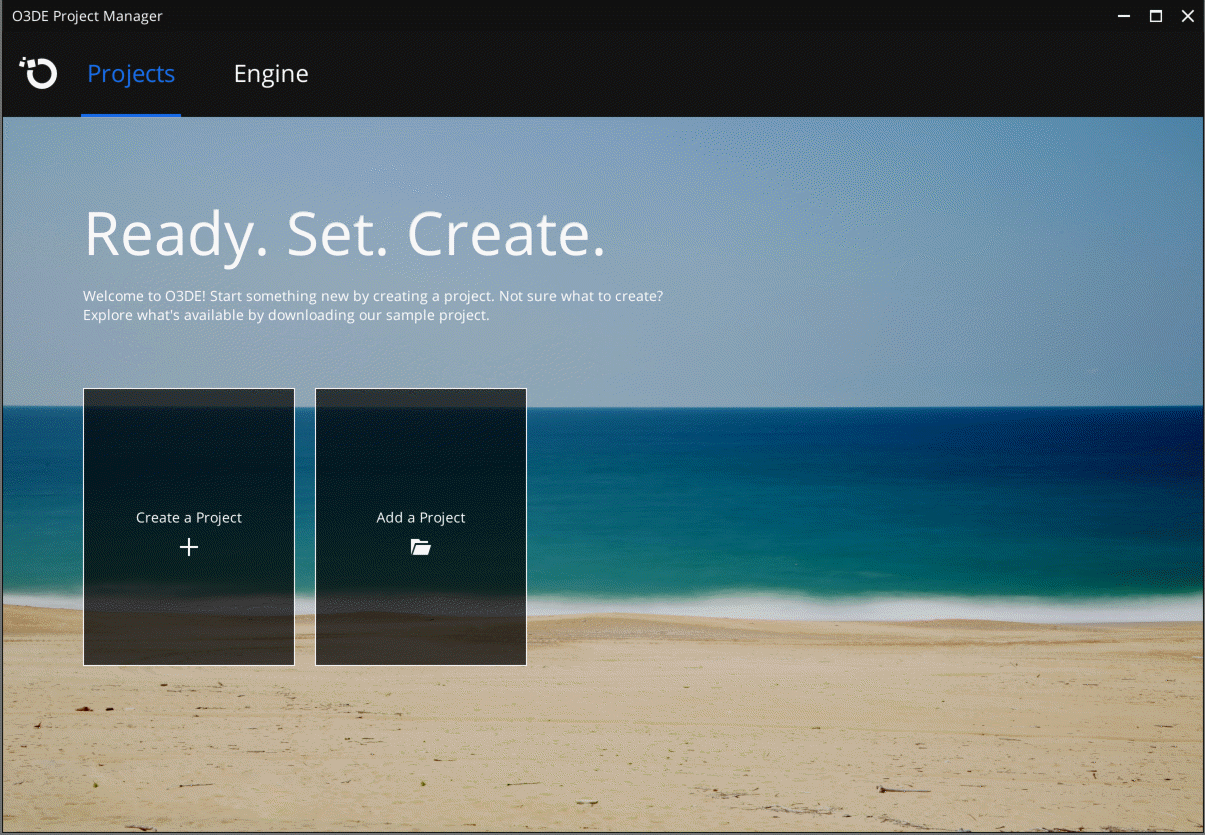 O3DE Project Manager
Projects
Engine
Ready. Set. Create.
Welcome to O3DE! Start something new by creating a project. Not sure what to create?
Explore what's available by downloading our sample project.
Create a Project
Add a Project